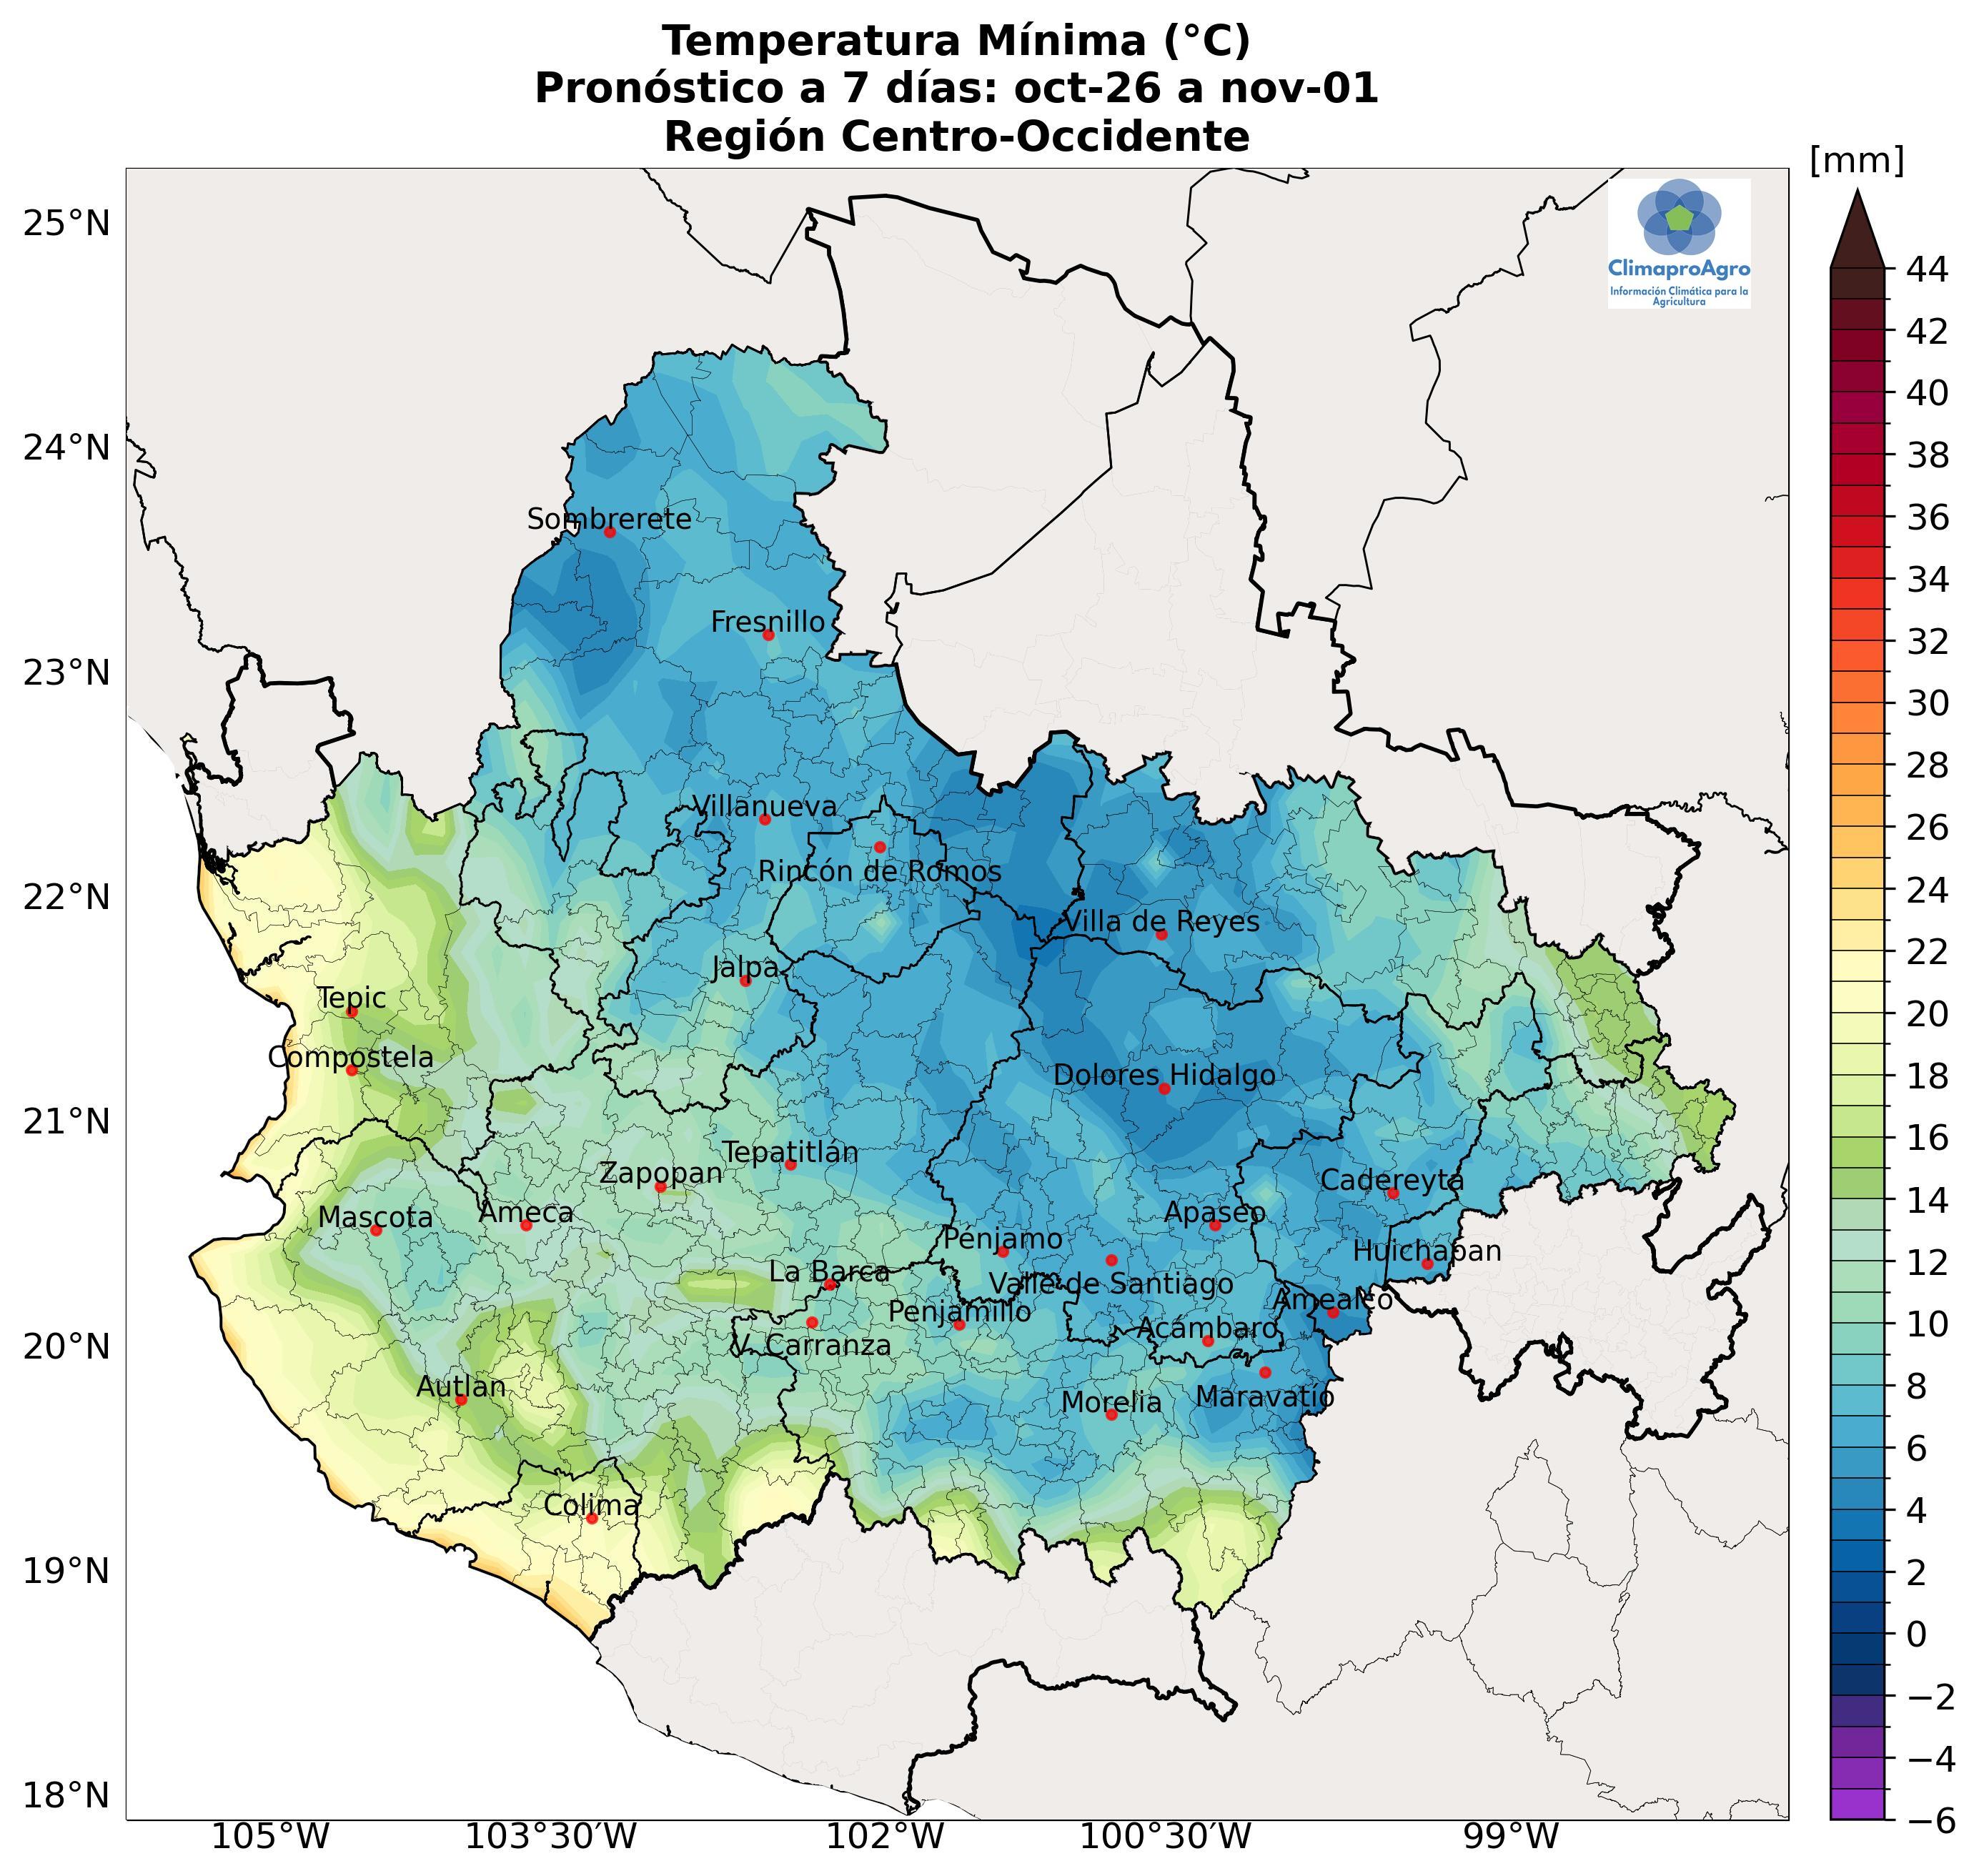 Temperatura Mínima (°C)
Pronóstico a 7 días: oct-26 a nov-01
Región Centro-Occidente
[mm]
ClimaproAgro
Información Climática para la
Agricultura
25°N
24°N
23°N
22°N
21°N
20°N
19°N
18°N
105°W
103°30'W
102°W
100°30'W
99°W
44
42
40
38
36
34
32
30
28
26
24
22
20
18
16
14
12
10
8
6
4
2
0
−2
−4
−6
Sombrerete
Fresnillo
Villanueva
Rincón de Romos
Villa de Reyes
Jalpa
Tepic
Compostela
Dolores Hidalgo
Tepatitlán
Zapopan
Cadereyta
Mascota
Ameca
Apaseo
Pénjamo
Huichapan
La Barca
Valle de Santiago
Amealco
Penjamillo
Acámbaro
V. Carranza
Autlan
Morelia
Maravatío
Colima